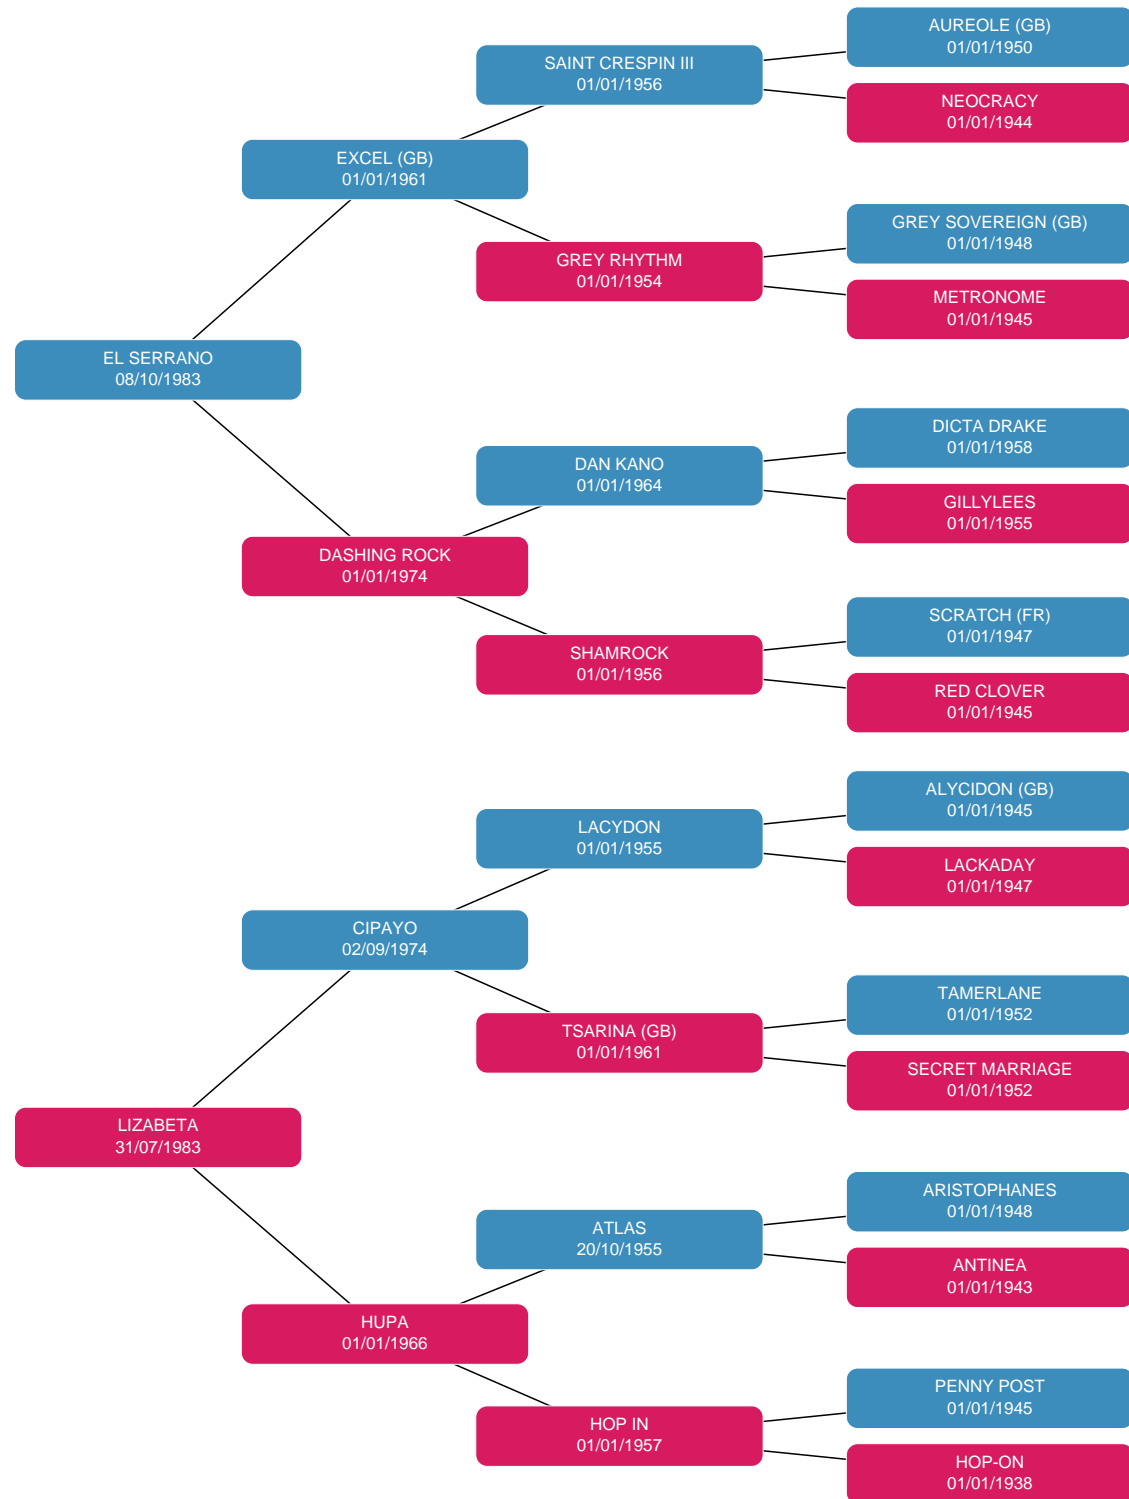 AUREOLE (GB)
01/01/1950
SAINT CRESPIN III
01/01/1956
NEOCRACY
01/01/1944
EXCEL (GB)
01/01/1961
GREY SOVEREIGN (GB)
01/01/1948
GREY RHYTHM
01/01/1954
METRONOME
01/01/1945
EL SERRANO
08/10/1983
DICTA DRAKE
01/01/1958
DAN KANO
01/01/1964
GILLYLEES
01/01/1955
DASHING ROCK
01/01/1974
SCRATCH (FR)
01/01/1947
SHAMROCK
01/01/1956
RED CLOVER
01/01/1945
ALYCIDON (GB)
01/01/1945
LACYDON
01/01/1955
LACKADAY
01/01/1947
CIPAYO
02/09/1974
TAMERLANE
01/01/1952
TSARINA (GB)
01/01/1961
SECRET MARRIAGE
01/01/1952
LIZABETA
31/07/1983
ARISTOPHANES
01/01/1948
ATLAS
20/10/1955
ANTINEA
01/01/1943
HUPA
01/01/1966
PENNY POST
01/01/1945
HOP IN
01/01/1957
HOP-ON
01/01/1938